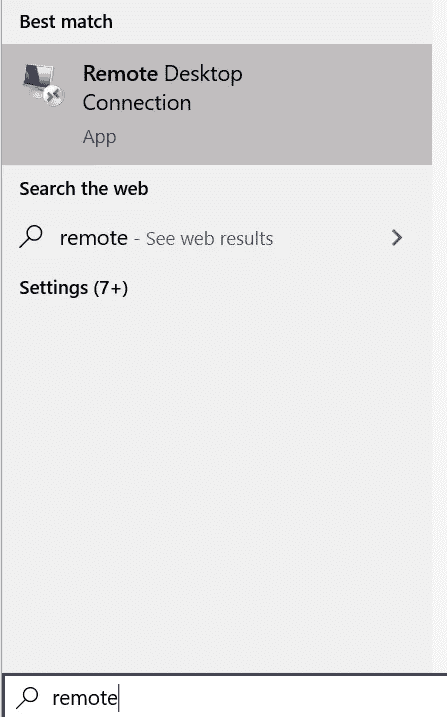 Best match
Remote Desktop
Connection
App
Search the web
remote - See web results
Settings (7+)
remote